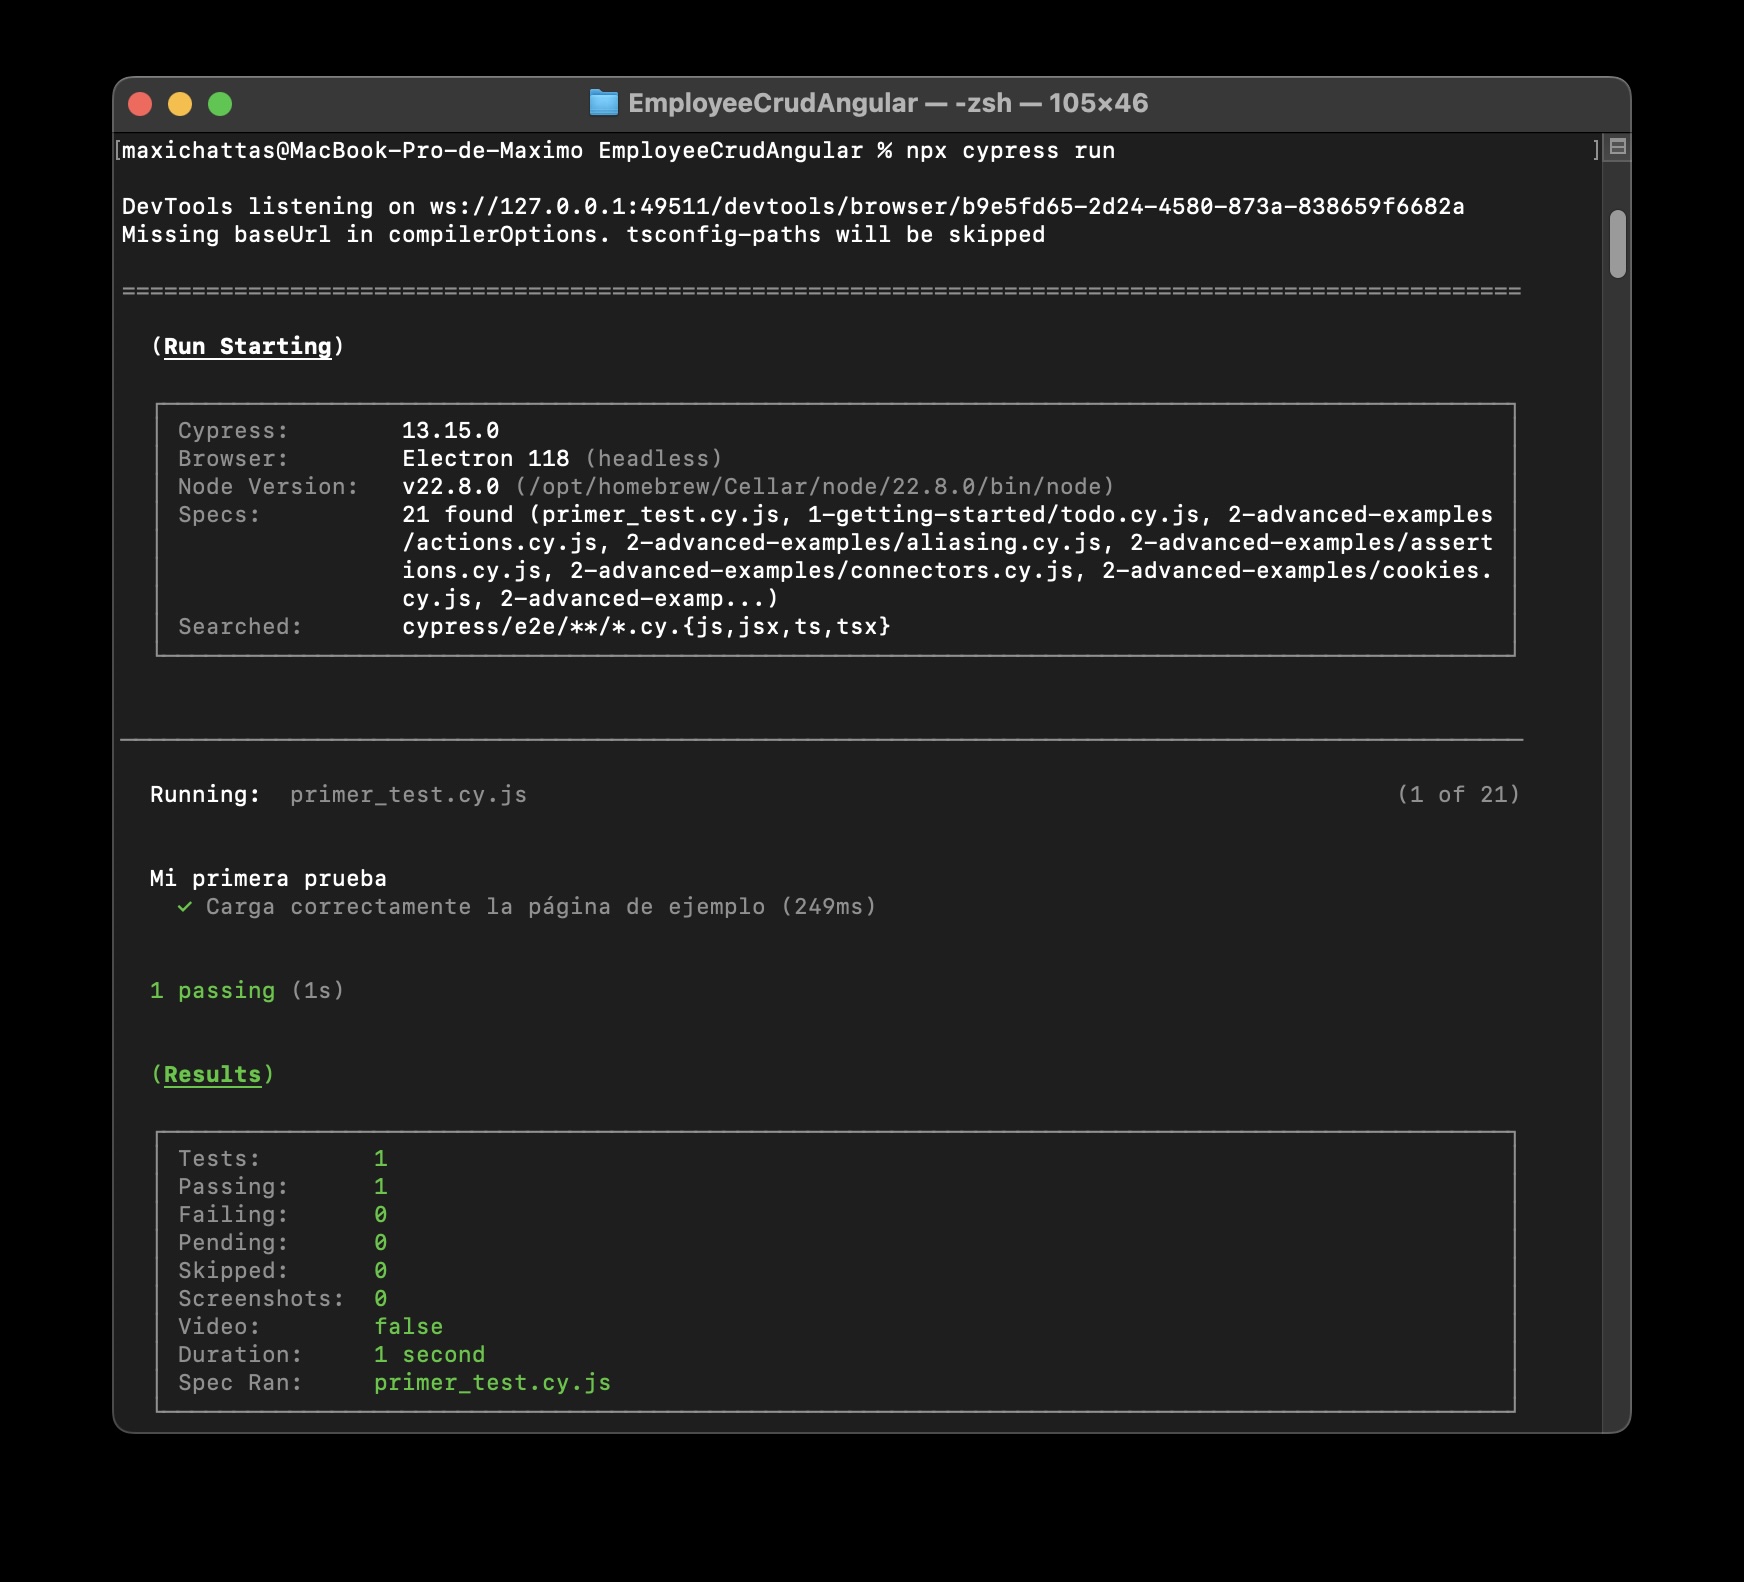 EmployeeCrudAngular — -zsh — 105×46
[maxichattas@MacBook-Pro-de-Maximo EmployeeCrudAngular % npx cypress run ]
DevTools listening on ws://127.0.0.1:49511/devtools/browser/b9e5fd65-2d24-4580-873a-838659f6682a
Missing baseUrl in compilerOptions. tsconfig-paths will be skipped
====================================================================================================
(Run Starting)
Cypress: 13.15.0
Browser: Electron 118 (headless)
Node Version: v22.8.0 (/opt/homebrew/Cellar/node/22.8.0/bin/node)
Specs: 21 found (primer_test.cy.js, 1-getting-started/todo.cy.js, 2-advanced-examples
/actions.cy.js, 2-advanced-examples/aliasing.cy.js, 2-advanced-examples/assert
ions.cy.js, 2-advanced-examples/connectors.cy.js, 2-advanced-examples/cookies.
cy.js, 2-advanced-examp...)
Searched: cypress/e2e/**/*.cy.{js,jsx,ts,tsx}
Running: primer_test.cy.js (1 of 21)
Mi primera prueba
✓ Carga correctamente la página de ejemplo (249ms)
1 passing (1s)
(Results)
Tests: 1
Passing: 1
Failing: 0
Pending: 0
Skipped: 0
Screenshots: 0
Video: false
Duration: 1 second
Spec Ran: primer_test.cy.js